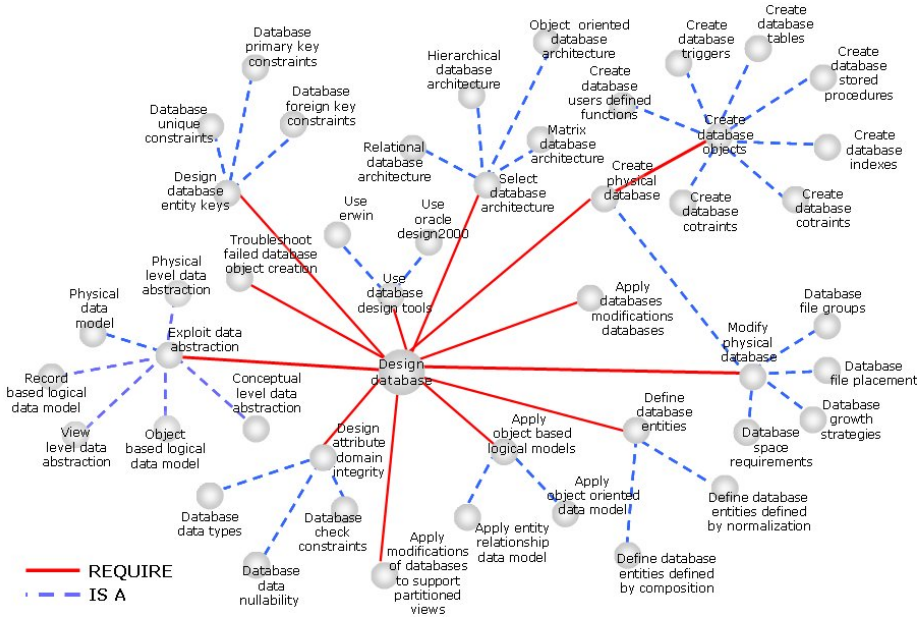 Database
primary key
constraints
Database
unique
constraints
Database
foreign key
constraints
Design
database
entity keys
Hierarchical
database
architecture
Object oriented
database
architecture
Relational
database
architecture
Matrix
database
architecture
Select
database
architecture
Create
database
triggers
Create
database
tables
Create
database
stored
procedures
Create
database
users defined
functions
Create
database
objects
Create
database
indexes
Create
database
cotraints
Create
database
cotraints
Create
physical
database
Use
erwin
Use
oracle
design2000
Use
database
design tools
Troubleshoot
failed database
object creation
Physical
level data
abstraction
Physical
data
model
Exploit data
abstraction
Record
based logical
data model
View
level data
abstraction
Object
based logical
data model
Conceptual
level data
abstraction
Design
database
Apply
databases
modifications
databases
Modify
physical
database
Database
file groups
Database
file placement
Database
growth
strategies
Database
space
requirements
Define
database
entities
Define database
entities defined
by normalization
Define database
entities defined
by composition
Apply
object based
logical models
Apply
object oriented
data model
Apply entity
relationship
data model
Apply
modifications
of databases
to support
partitioned
views
Design
attribute
domain
integrity
Database
data types
Database
data
nullability
Database
check
constraints
REQUIRE
IS A